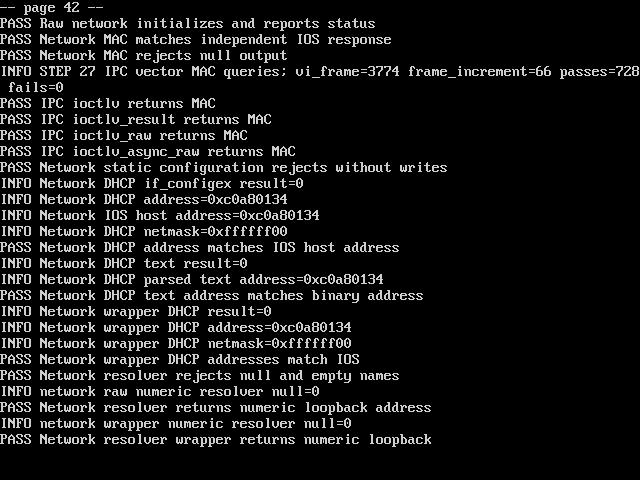 -- page 42 --
PASS Raw network initializes and reports status
PASS Network MAC matches independent IOS response
PASS Network MAC rejects null output
INFO STEP 27 IPC vector MAC queries; vi_frame=3774 frame_increment=66 passes=728
 fails=0
PASS IPC ioctlv returns MAC
PASS IPC ioctlv_result returns MAC
PASS IPC ioctlv_raw returns MAC
PASS IPC ioctlv_async_raw returns MAC
PASS Network static configuration rejects without writes
INFO Network DHCP if_configex result=0
INFO Network DHCP address=0xc0a80134
INFO Network IOS host address=0xc0a80134
INFO Network DHCP netmask=0xffffff00
PASS Network DHCP address matches IOS host address
INFO Network DHCP text result=0
INFO Network DHCP parsed text address=0xc0a80134
PASS Network DHCP text address matches binary address
INFO Network wrapper DHCP result=0
INFO Network wrapper DHCP address=0xc0a80134
INFO Network wrapper DHCP netmask=0xffffff00
PASS Network wrapper DHCP addresses match IOS
PASS Network resolver rejects null and empty names
INFO network raw numeric resolver null=0
PASS Network resolver returns numeric loopback address
INFO network wrapper numeric resolver null=0
PASS Network resolver wrapper returns numeric loopback